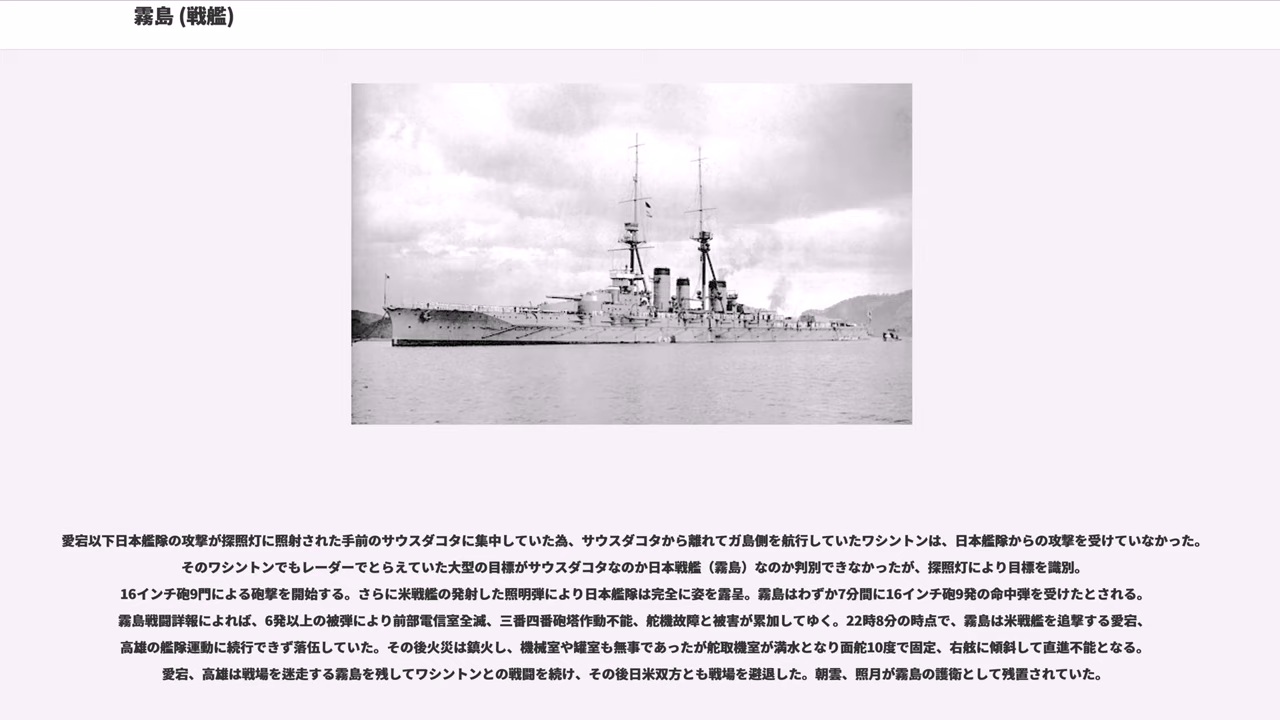 霧島 (戦艦)
愛宕以下日本艦隊の攻撃が探照灯に照射された手前のサウスダコタに集中していた為、サウスダコタから離れてガ島側を航行していたワシントンは、日本艦隊からの攻撃を受けていなかった。
そのワシントンでもレーダーでとらえていた大型の目標がサウスダコタなのか日本戦艦（霧島）なのか判別できなかったが、探照灯により目標を識別。
16インチ砲9門による砲撃を開始する。さらに米戦艦の発射した照明弾により日本艦隊は完全に姿を露呈。霧島はわずか7分間に16インチ砲9発の命中弾を受けたとされる。
霧島戦闘詳報によれば、6発以上の被弾により前部電信室全滅、三番四番砲塔作動不能、舵機故障と被害が累加してゆく。22時8分の時点で、霧島は米戦艦を追撃する愛宕、
高雄の艦隊運動に続行できず落伍していた。その後火災は鎮火し、機械室や罐室も無事であったが舵取機室が満水となり面舵10度で固定、右舷に傾斜して直進不能となる。
愛宕、高雄は戦場を迷走する霧島を残してワシントンとの戦闘を続け、その後日米双方とも戦場を避退した。朝雲、照月が霧島の護衛として残置されていた。